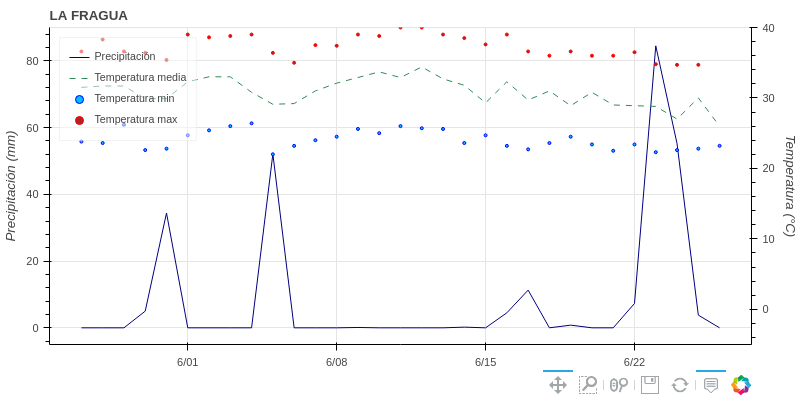 LA FRAGUA
Precipitación
Temperatura media
Temperatura min
Temperatura max
Precipitación (mm)
80
60
40
20
0
Temperatura (°C)
40
30
20
10
0
6/01
6/08
6/15
6/22